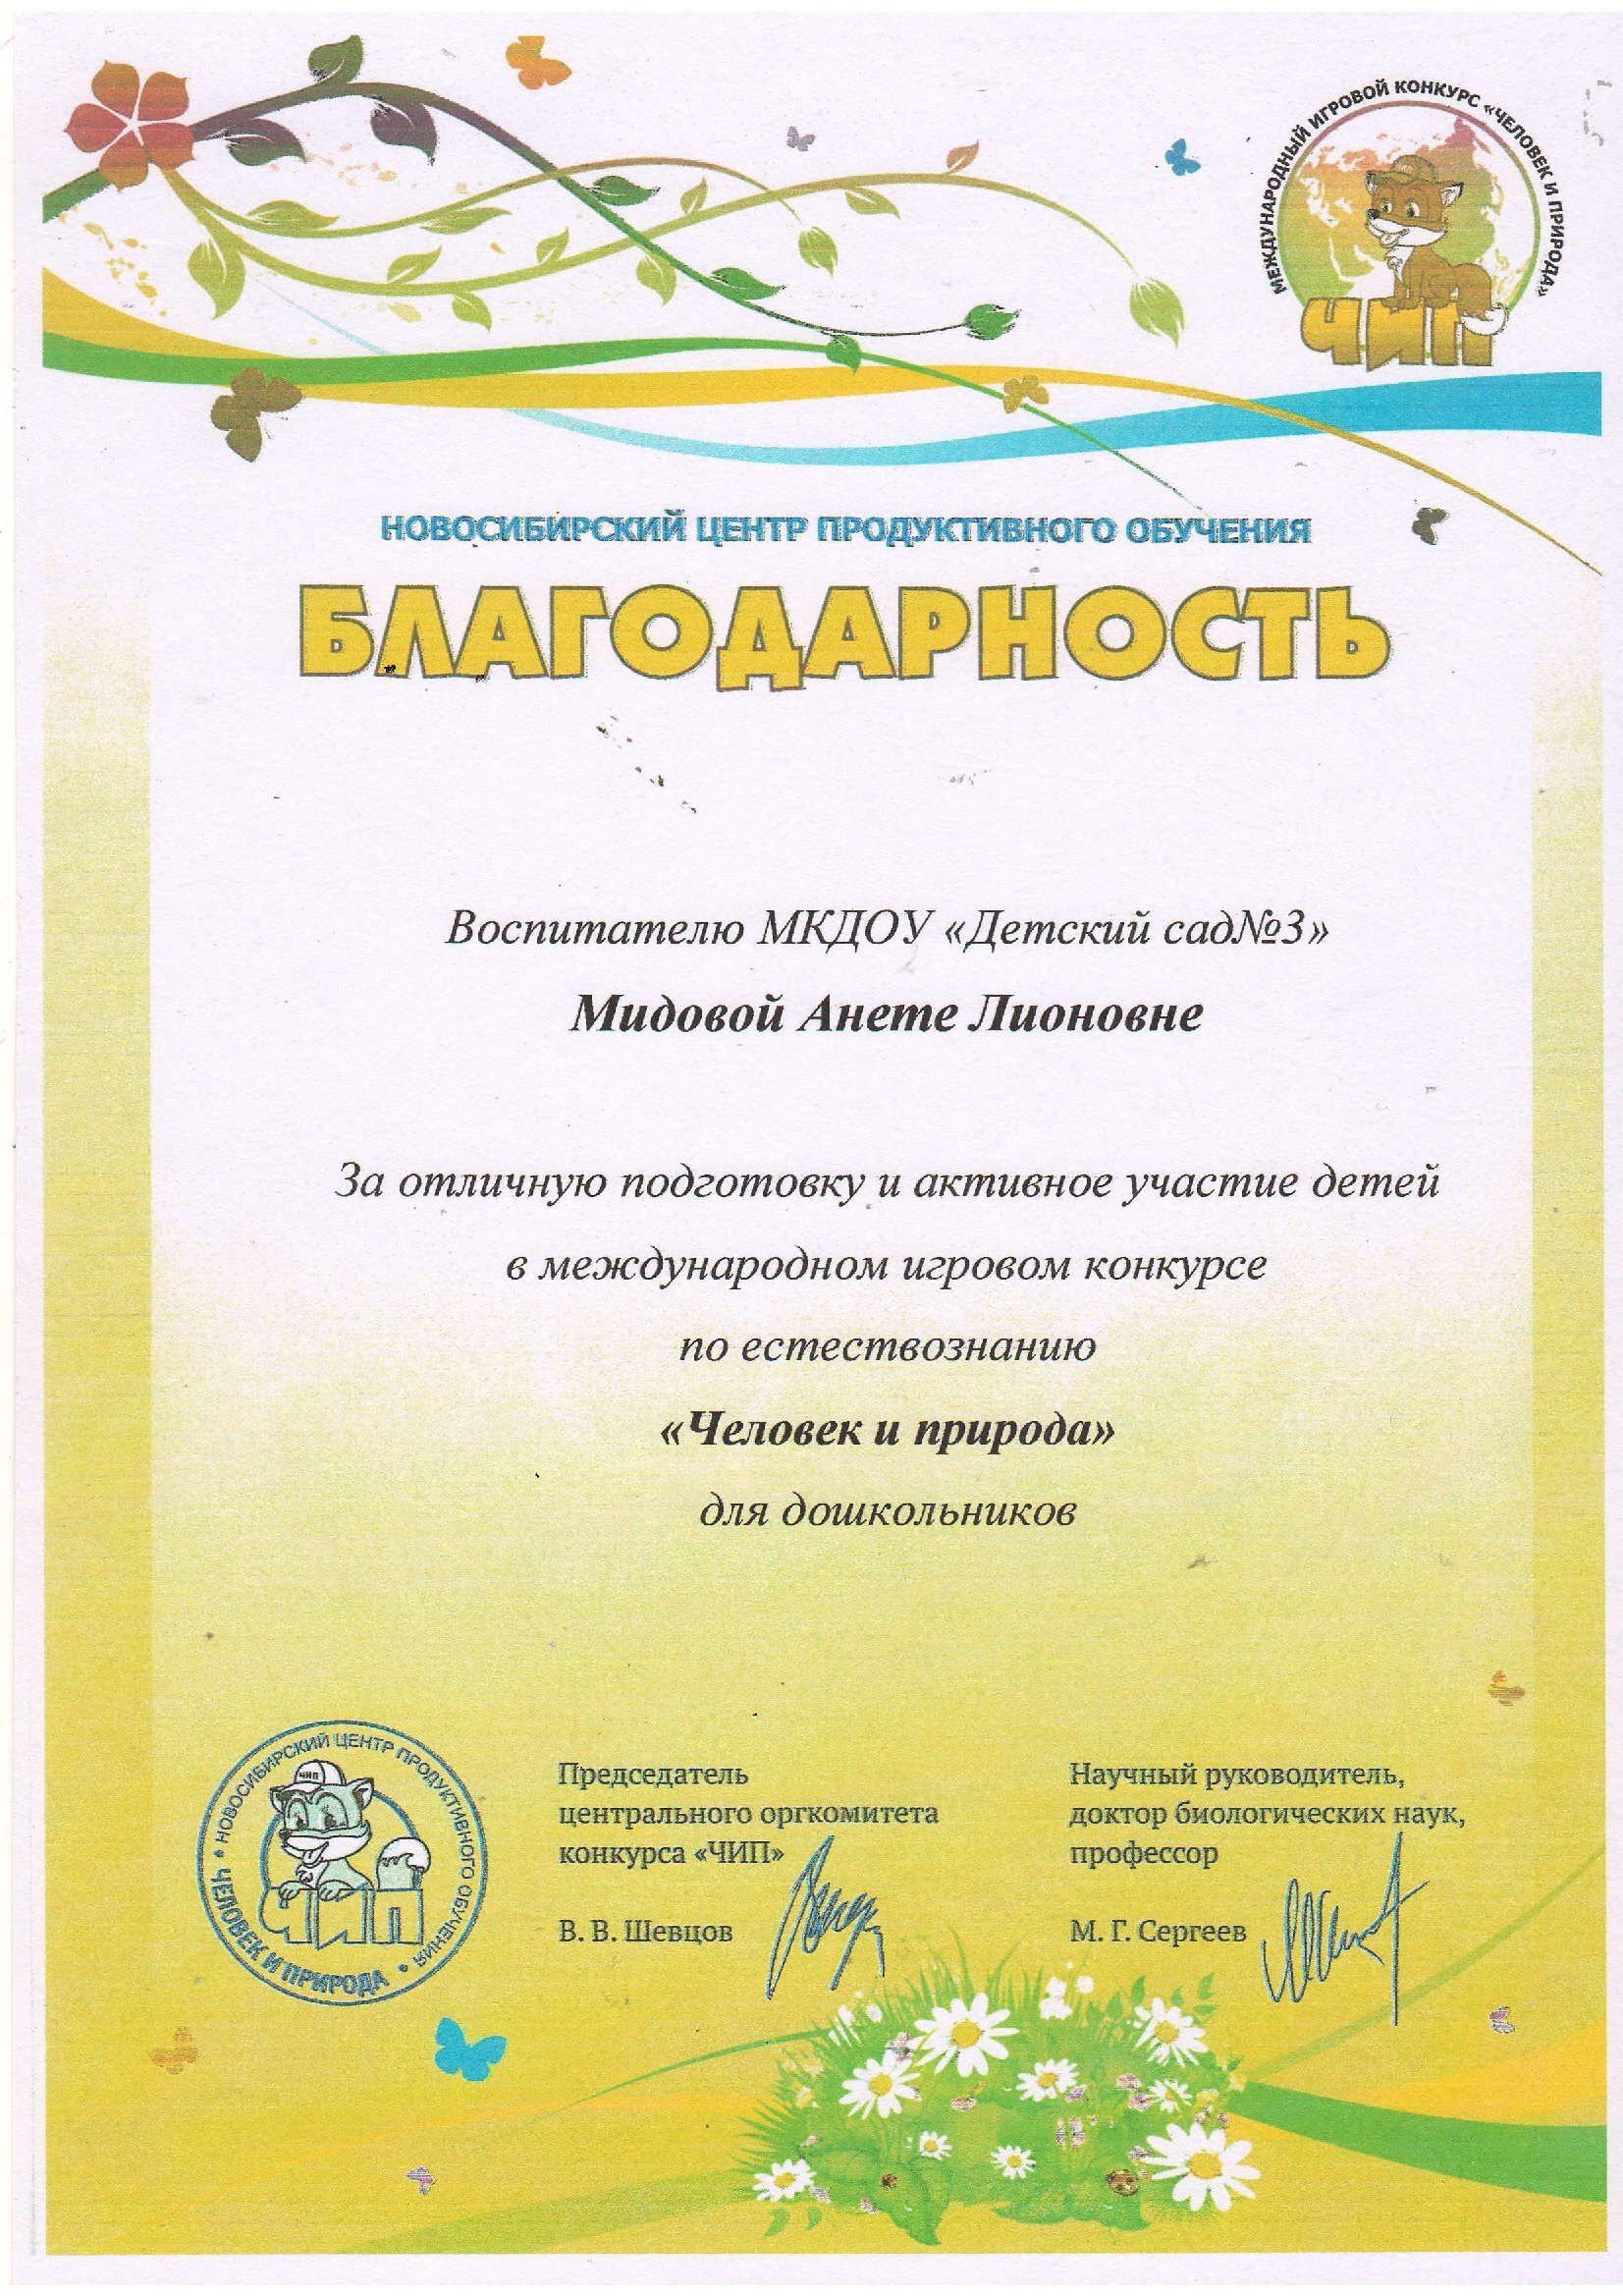 МЕЖДУНАРОДНЫЙ ИГРОВОЙ КОНКУРС «ЧЕЛОВЕК И ПРИРОДА»
ЧИП
НОВОСИБИРСКИЙ ЦЕНТР ПРОДУКТИВНОГО ОБУЧЕНИЯ
БЛАГОДАРНОСТЬ
Воспитателю МКДОУ «Детский сад№3»
Мидовой Анете Лионовне
За отличную подготовку и активное участие детей
в международном игровом конкурсе
по естествознанию
«Человек и природа»
для дошкольников
НОВОСИБИРСКИЙ ЦЕНТР ПРОДУКТИВНОГО ОБУЧЕНИЯ
ЧИП
ЧИП
ЧЕЛОВЕК И ПРИРОДА
Председатель
центрального оргкомитета
конкурса «ЧИП»
В. В. Шевцов
Научный руководитель,
доктор биологических наук,
профессор
М. Г. Сергеев